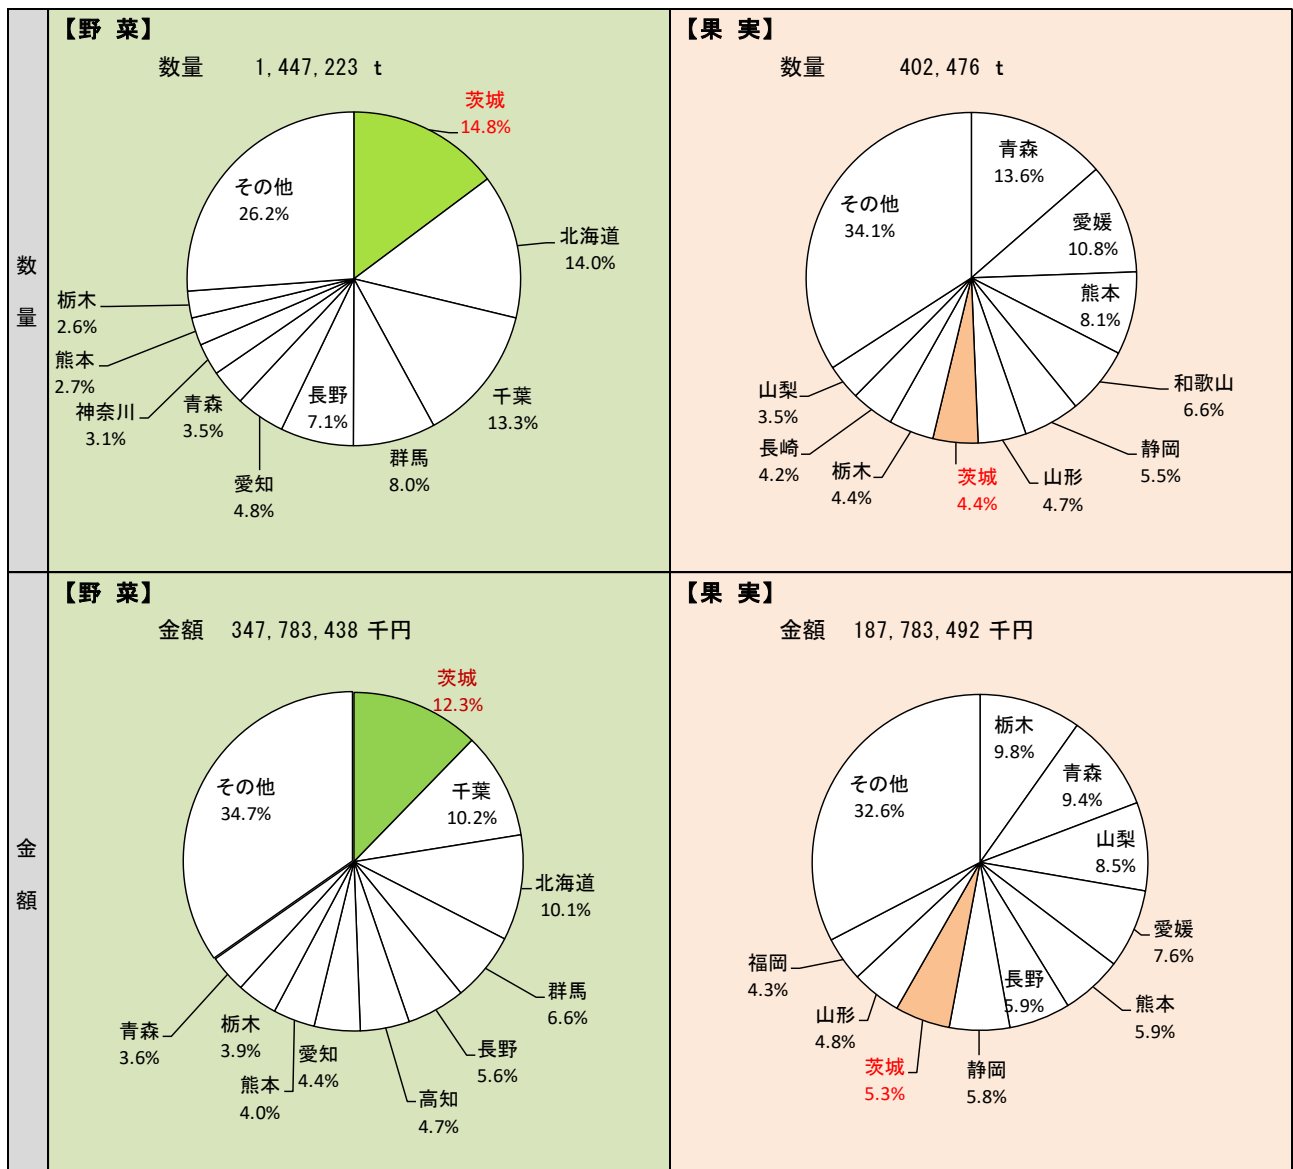 数
量
【野 菜】
数量 1,447,223 t
茨城
14.8%
北海道
14.0%
千葉
13.3%
群馬
8.0%
長野
7.1%
愛知
4.8%
青森
3.5%
神奈川
3.1%
熊本
2.7%
栃木
2.6%
その他
26.2%
【果 実】
数量 402,476 t
青森
13.6%
愛媛
10.8%
熊本
8.1%
和歌山
6.6%
静岡
5.5%
山形
4.7%
茨城
4.4%
栃木
4.4%
長崎
4.2%
山梨
3.5%
その他
34.1%
金
額
【野 菜】
金額 347,783,438 千円
茨城
12.3%
千葉
10.2%
北海道
10.1%
群馬
6.6%
長野
5.6%
高知
4.7%
愛知
4.4%
熊本
4.0%
栃木
3.9%
青森
3.6%
その他
34.7%
【果 実】
金額 187,783,492 千円
栃木
9.8%
青森
9.4%
山梨
8.5%
愛媛
7.6%
熊本
5.9%
長野
5.9%
静岡
5.8%
茨城
5.3%
山形
4.8%
福岡
4.3%
その他
32.6%